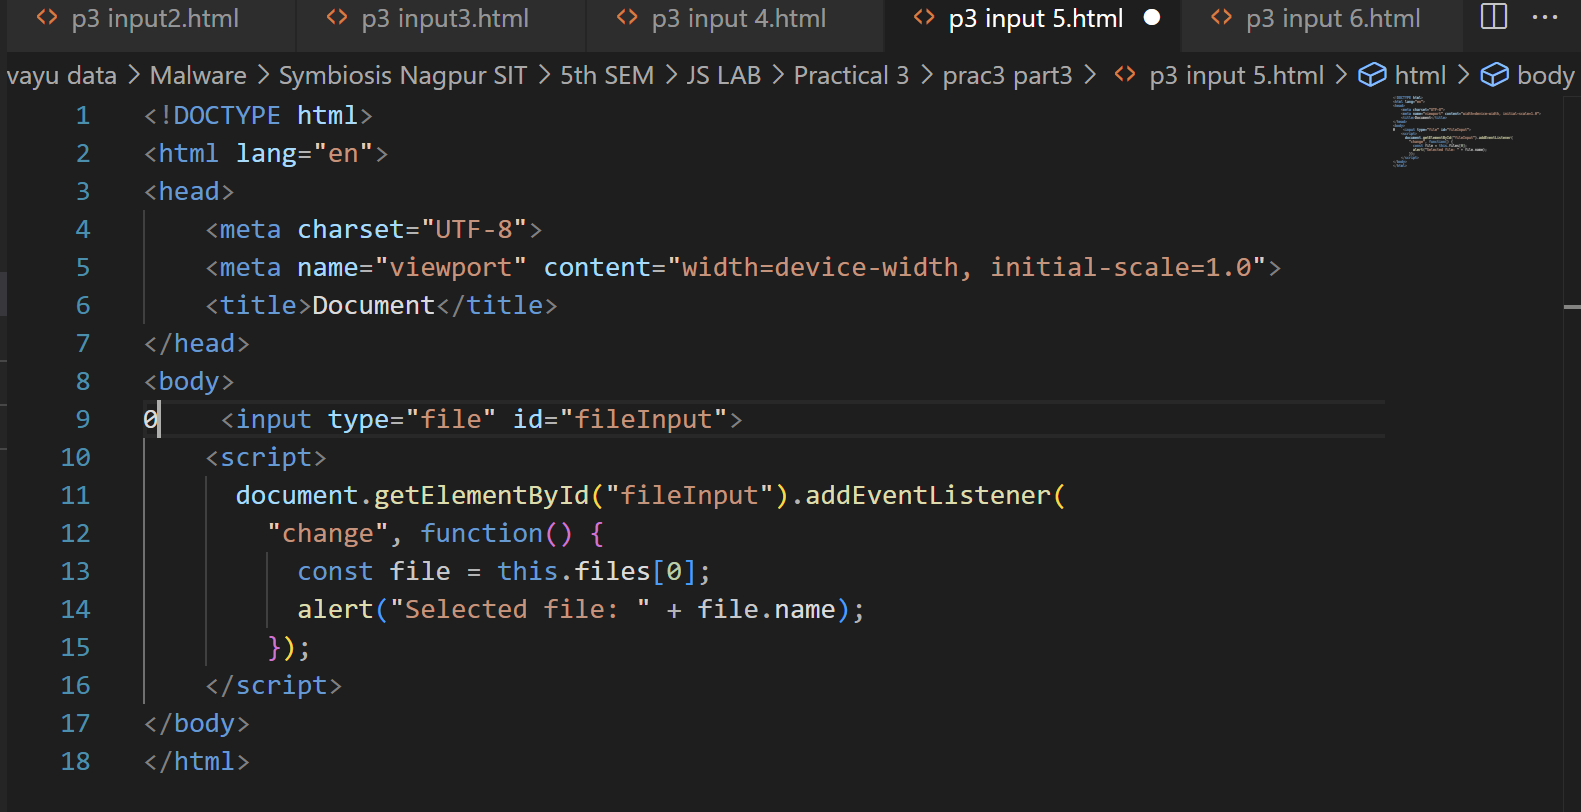 p3 input2.html p3 input3.html p3 input 4.html p3 input 5.html p3 input 6.html
vayu data > Malware > Symbiosis Nagpur SIT > 5th SEM > JS LAB > Practical 3 > prac3 part3 > p3 input 5.html > html > body
1 <!DOCTYPE html>
2 <html lang="en">
3 <head>
4     <meta charset="UTF-8">
5     <meta name="viewport" content="width=device-width, initial-scale=1.0">
6     <title>Document</title>
7 </head>
8 <body>
9 0    <input type="file" id="fileInput">
10     <script>
11       document.getElementById("fileInput").addEventListener(
12         "change", function() {
13           const file = this.files[0];
14           alert("Selected file: " + file.name);
15         });
16     </script>
17 </body>
18 </html>